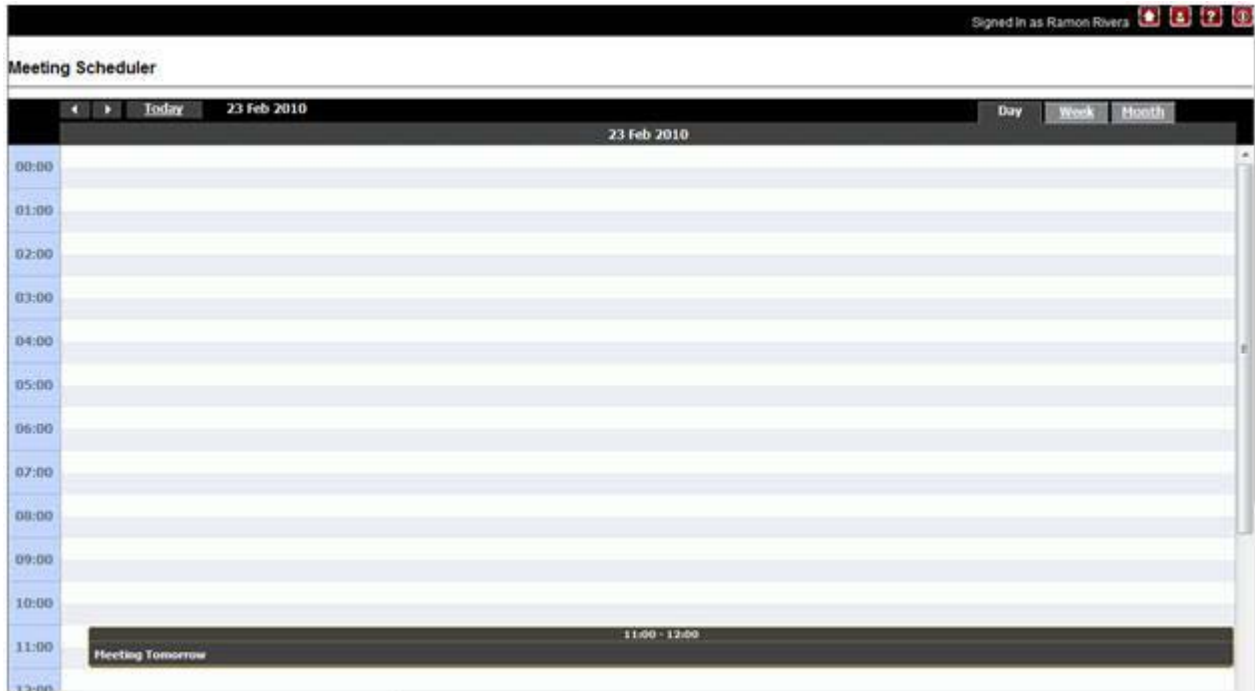 Signed in as Ramon Rivera ?
Meeting Scheduler
Today 23 Feb 2010 Day Week Month
23 Feb 2010
00:00
01:00
02:00
03:00
04:00
05:00
06:00
07:00
08:00
09:00
10:00
11:00 - 12:00
11:00
Meeting Tomorrow
12:00